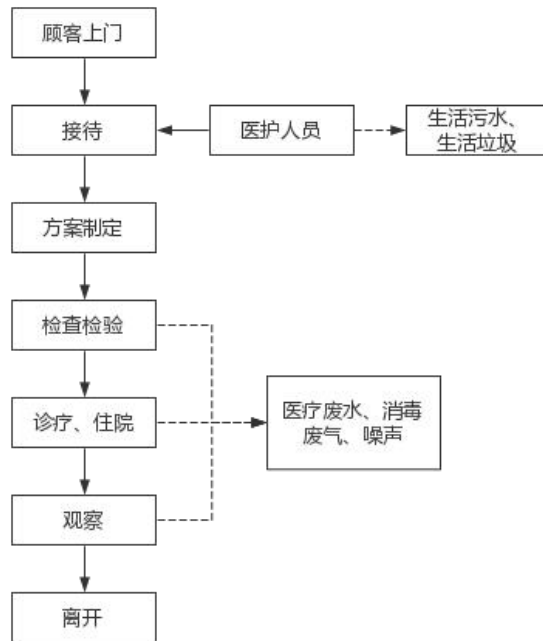 顾客上门
接待
医护人员
生活污水、
生活垃圾
方案制定
检查检验
诊疗、住院
医疗废水、消毒
废气、噪声
观察
离开